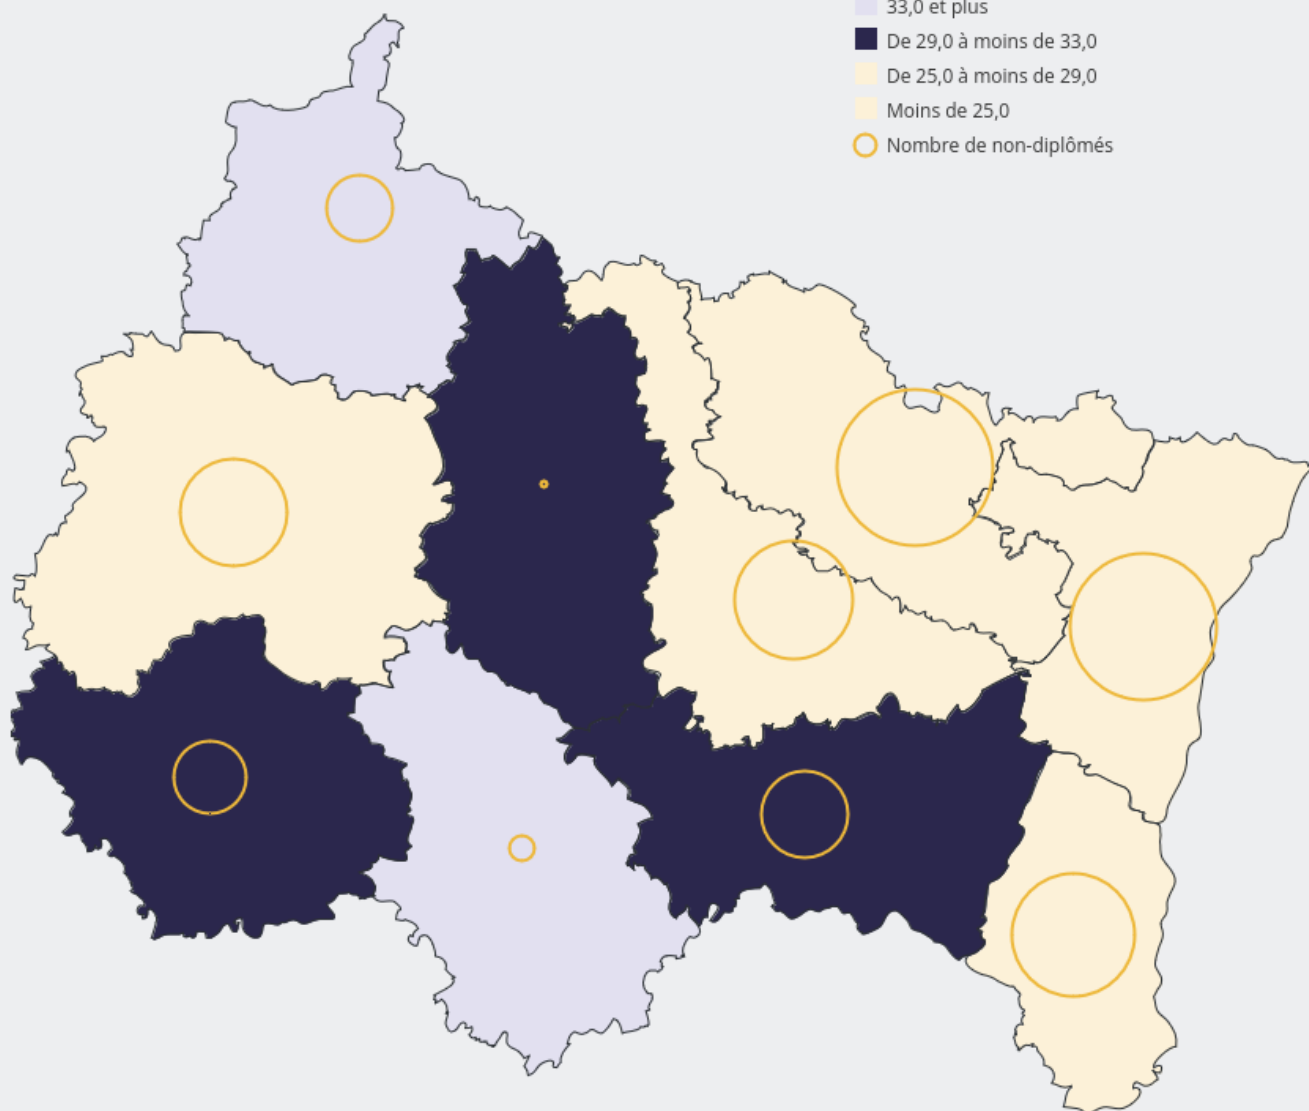 33,0 et plus
De 29,0 à moins de 33,0
De 25,0 à moins de 29,0
Moins de 25,0
Nombre de non-diplômés